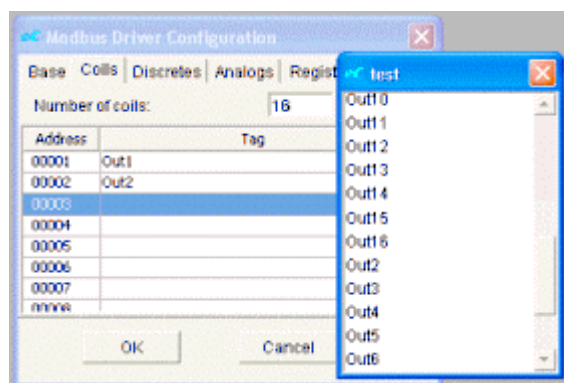 Modbus Driver Configuration
Base Coils Discretes Analogs Regist
Number of coils: 16
Address Tag
00001 Out1
00002 Out2
00003
00004
00005
00006
00007
00008
OK Cancel
test
Out10
Out11
Out12
Out13
Out14
Out15
Out16
Out2
Out3
Out4
Out5
Out6